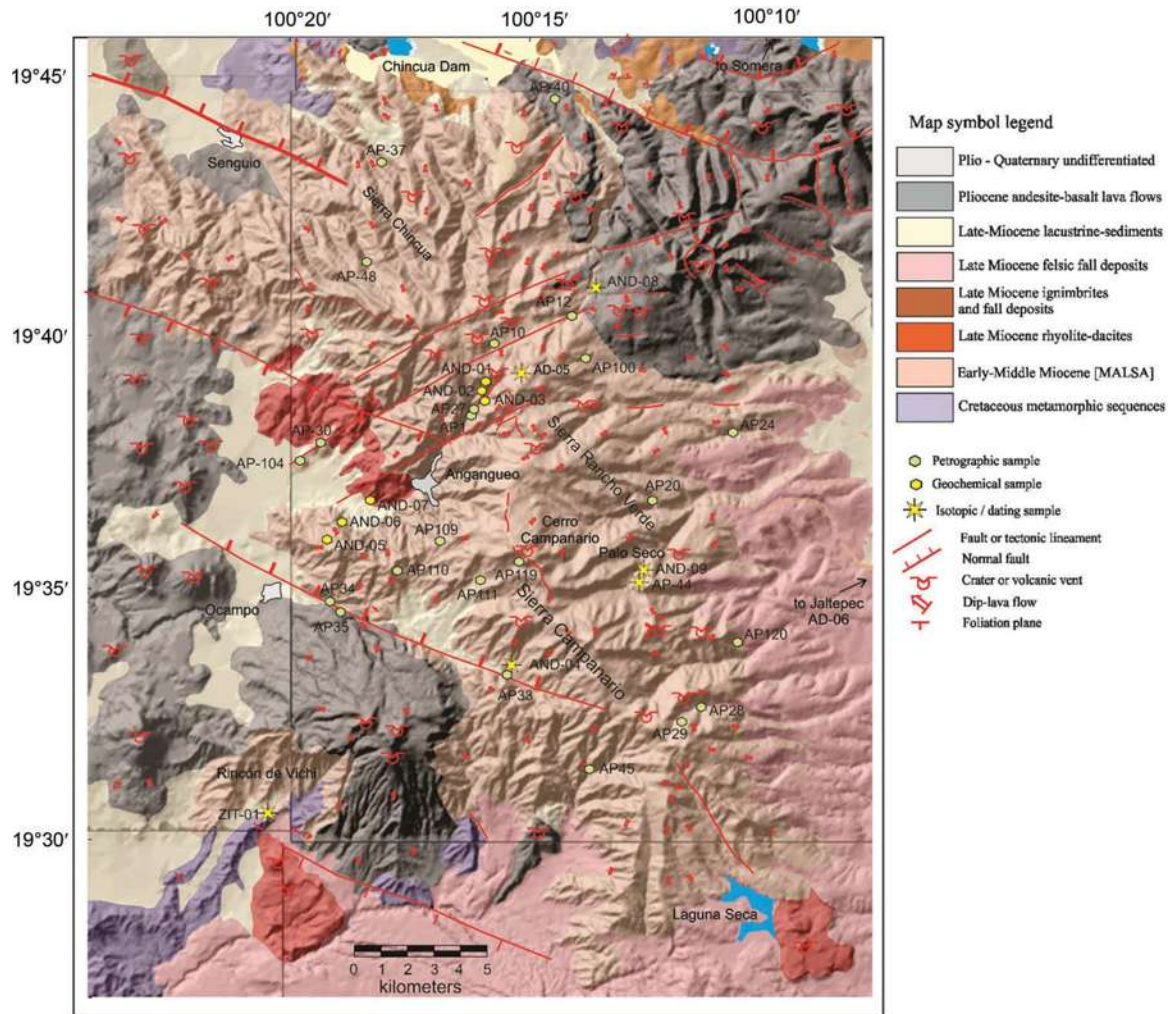 100°20′ 100°15′ 100°10′
19°45′
19°40′
19°35′
19°30′
Chincua Dam
to Somera
AP-40
Senguio
AP-37
Sierra Chincua
AP-48
AND-08
AP12
AP10
AP100
AND-01
AD-05
AND-02
AND-03
AP27
AP1
AP-30
AP-104
AP24
Sierra Rancho Verde
Angangueo
AP20
AND-07
AND-06
AND-05
AP109
Cerro
Campanario
Palo Seco
AND-09
AP-44
AP110
AP119
AP111
Ocampo
AP34
AP35
Sierra Campanario
to Jaltepec
AD-06
AP120
AND-04
AP38
AP28
AP29
AP45
Rincón de Vichi
ZIT-01
Laguna Seca
0 1 2 3 4 5
kilometers
Map symbol legend
Plio - Quaternary undifferentiated
Pliocene andesite-basalt lava flows
Late-Miocene lacustrine-sediments
Late Miocene felsic fall deposits
Late Miocene ignimbrites
and fall deposits
Late Miocene rhyolite-dacites
Early-Middle Miocene [MALSA]
Cretaceous metamorphic sequences
Petrographic sample
Geochemical sample
Isotopic / dating sample
Fault or tectonic lineament
Normal fault
Crater or volcanic vent
Dip-lava flow
Foliation plane